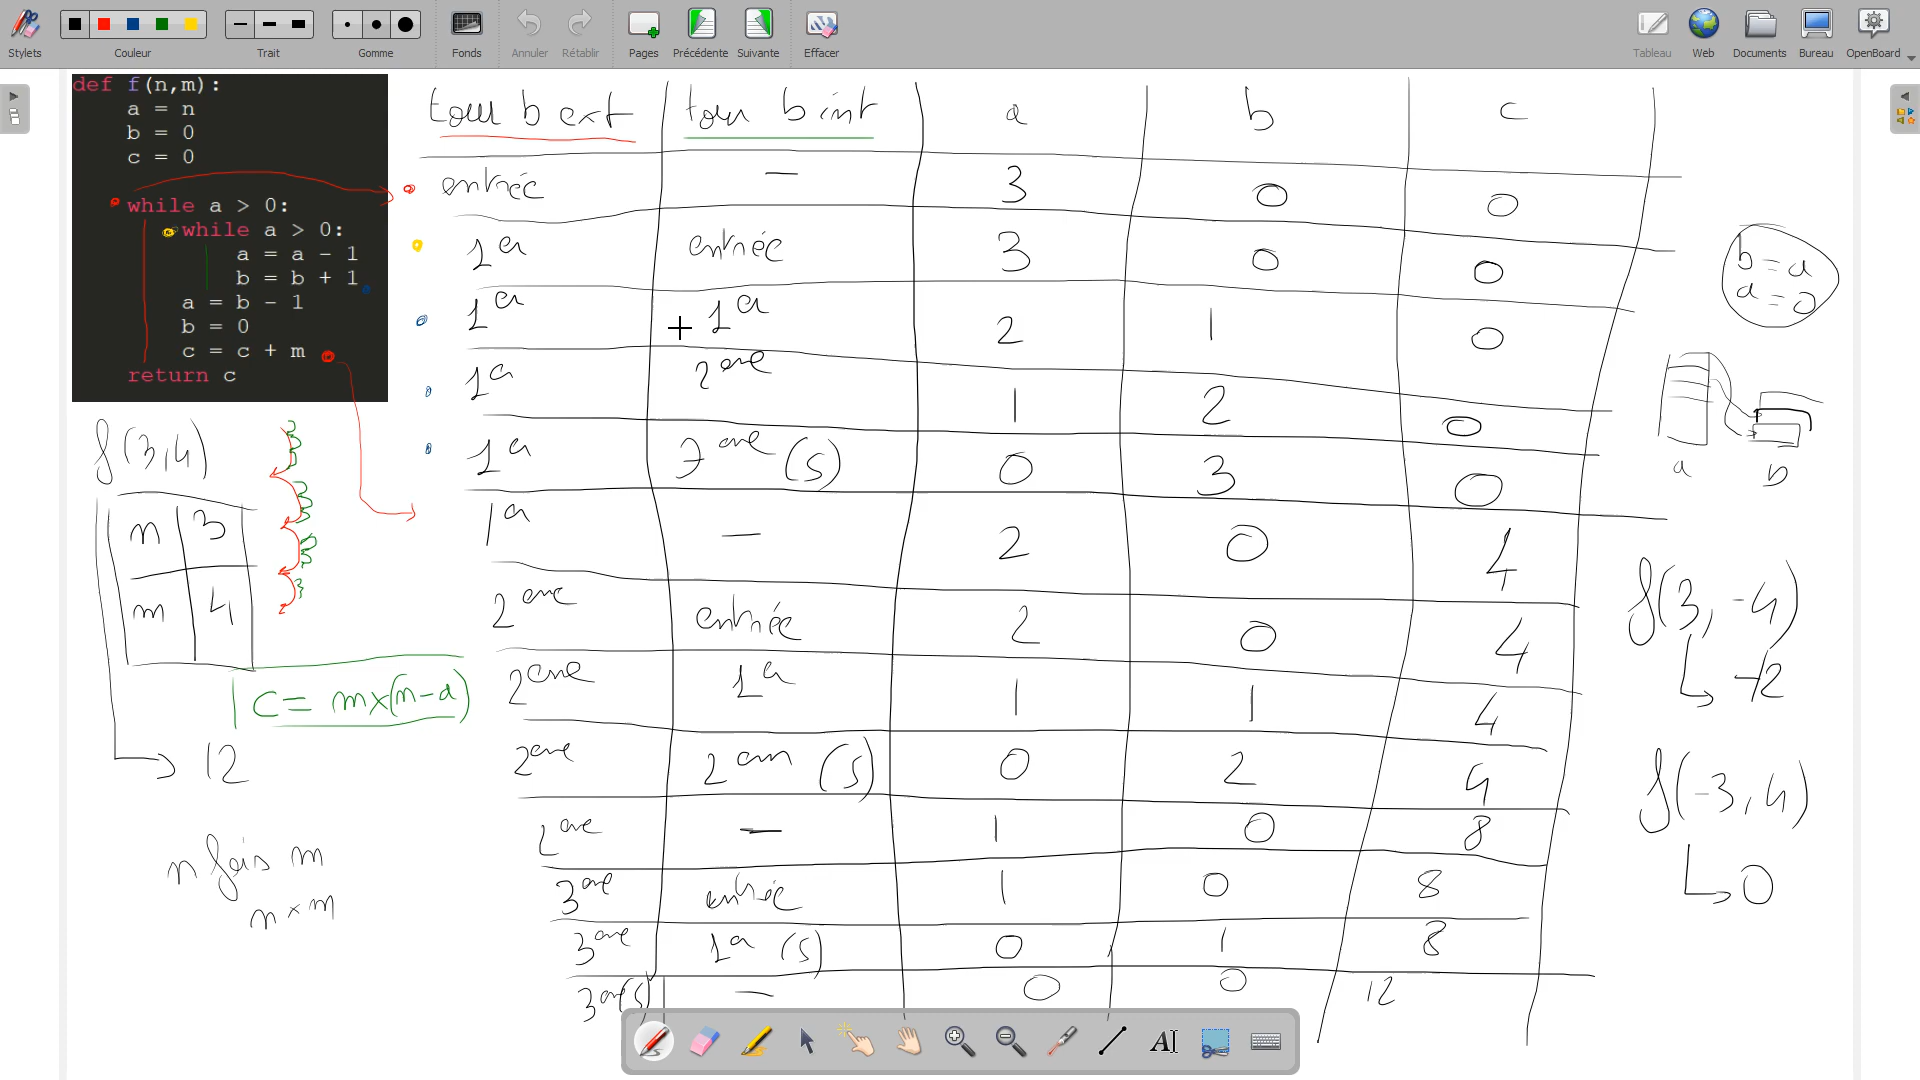 Stylets Couleur Trait Gomme Fonds Annuler Rétablir Pages Précédente Suivante Effacer Tableau Web Documents Bureau OpenBoard
def f(n,m):
a = n
b = 0
c = 0
while a > 0:
while a > 0:
a = a - 1
b = b + 1
a = b - 1
b = 0
c = c + m
return c
f(3,4)
n 3
m 4
c = m×(n-a)
12
n fois m
n × m
tour b ext tour b int a b c
entrée — 3 0 0
1er entrée 3 0 0
1er 1er 2 1 0
1er 2ème 1 2 0
1er 3ème (s) 0 3 0
1er — 2 0 4
2ème entrée 2 0 4
2ème 1er 1 1 4
2ème 2ème (s) 0 2 4
2ème — 1 0 8
3ème entrée 1 0 8
3ème 1er (s) 0 1 8
3ème(s) — 0 0 12
b = a
a = 0
a b
f(3,-4)
-12
f(-3,4)
0
AI